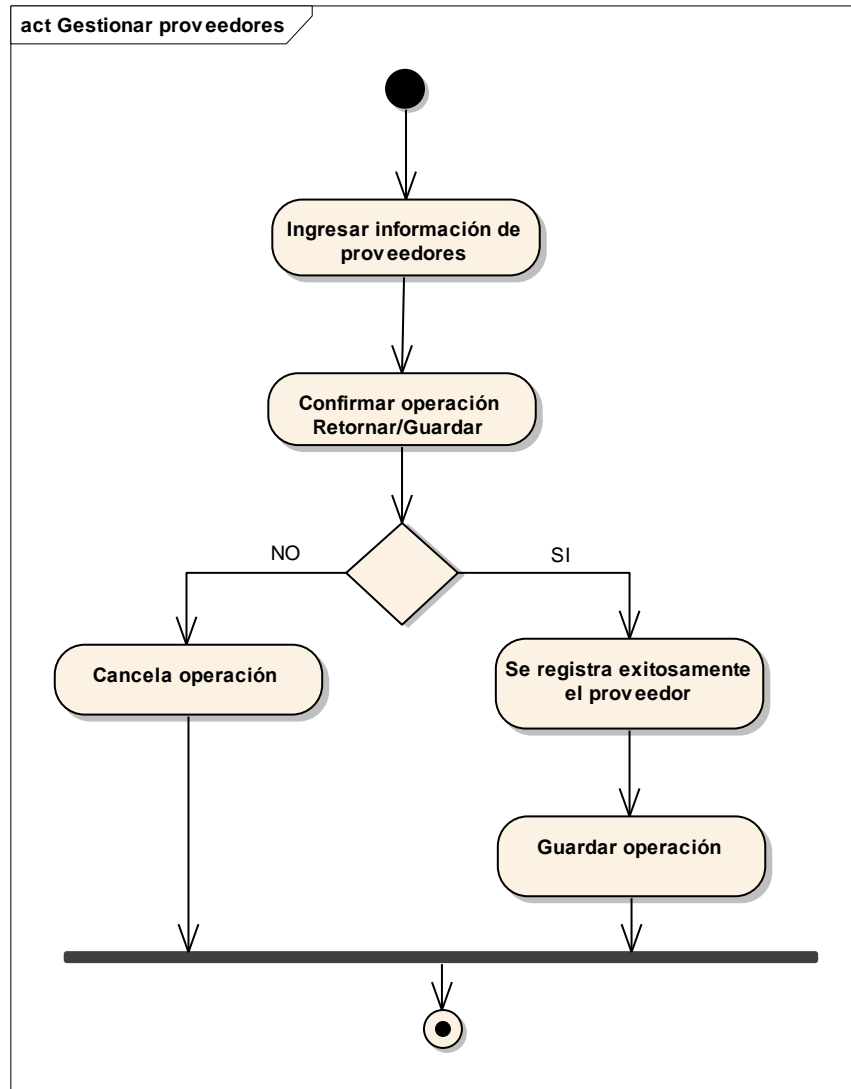 act Gestionar proveedores
Ingresar información de
proveedores
Confirmar operación
Retornar/Guardar
NO
SI
Cancela operación
Se registra exitosamente
el proveedor
Guardar operación